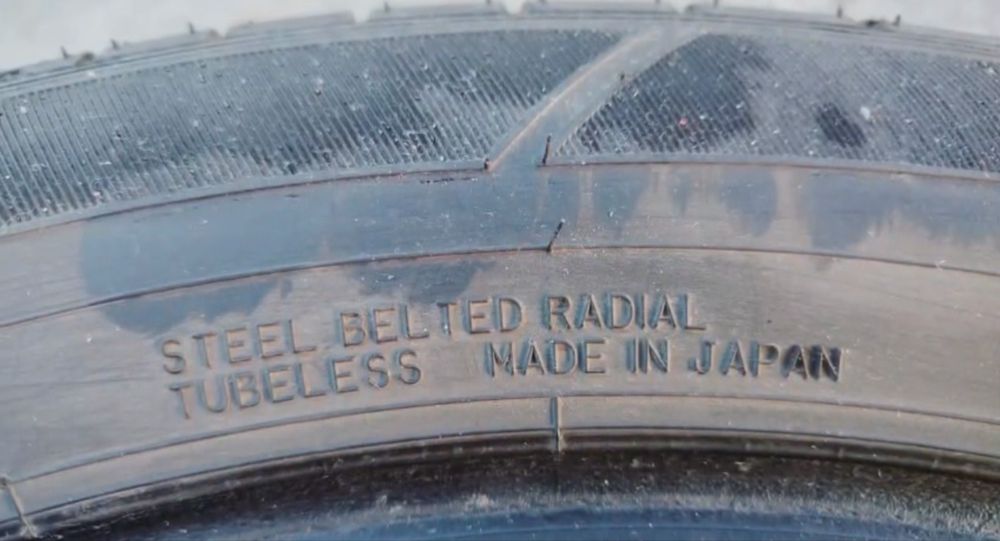 STEEL BELTED RADIAL
TUBELESS MADE IN JAPAN